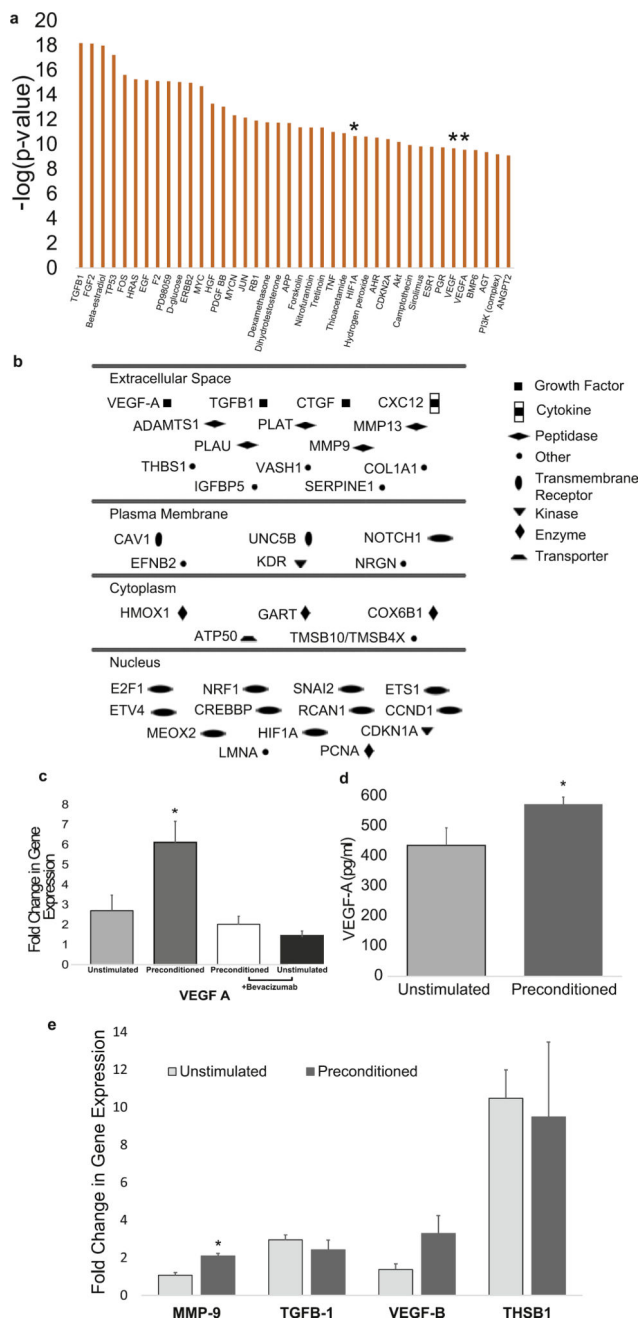 a
-log(p-value)
20
18
16
14
12
10
8
6
4
2
0
*
**
TGFB1
FGF2
Beta-estradiol
TP53
FOS
HRAS
EGF
F2
PD98059
D-glucose
ERBB2
MYC
HGF
PDGF BB
MYCN
JUN
RB1
Dexamethasone
Dihydrotestosterone
APP
Forskolin
Nitrofurantoin
Tretinoin
TNF
Thioacetamide
HIF1A
Hydrogen peroxide
AHR
CDKN2A
Akt
Camptothecin
Sirolimus
ESR1
PGR
VEGF
VEGFA
BMP6
AGT
PI3K (complex)
ANGPT2
b
Extracellular Space
VEGF-A TGFB1 CTGF CXC12
ADAMTS1 PLAT MMP13
PLAU MMP9
THBS1 VASH1 COL1A1
IGFBP5 SERPINE1
Plasma Membrane
CAV1 UNC5B NOTCH1
EFNB2 KDR NRGN
Cytoplasm
HMOX1 GART COX6B1
ATP50 TMSB10/TMSB4X
Nucleus
E2F1 NRF1 SNAI2 ETS1
ETV4 CREBBP RCAN1 CCND1
MEOX2 HIF1A CDKN1A
LMNA PCNA
Growth Factor
Cytokine
Peptidase
Other
Transmembrane
Receptor
Kinase
Enzyme
Transporter
c
Fold Change in Gene
Expression
8
7
6
5
4
3
2
1
0
*
Unstimulated Preconditioned Preconditioned Unstimulated
+Bevacizumab
VEGF A
d
VEGF-A (pg/ml)
600
500
400
300
200
100
0
*
Unstimulated Preconditioned
e
Fold Change in Gene Expression
14
12
10
8
6
4
2
0
Unstimulated Preconditioned
*
MMP-9 TGFB-1 VEGF-B THSB1